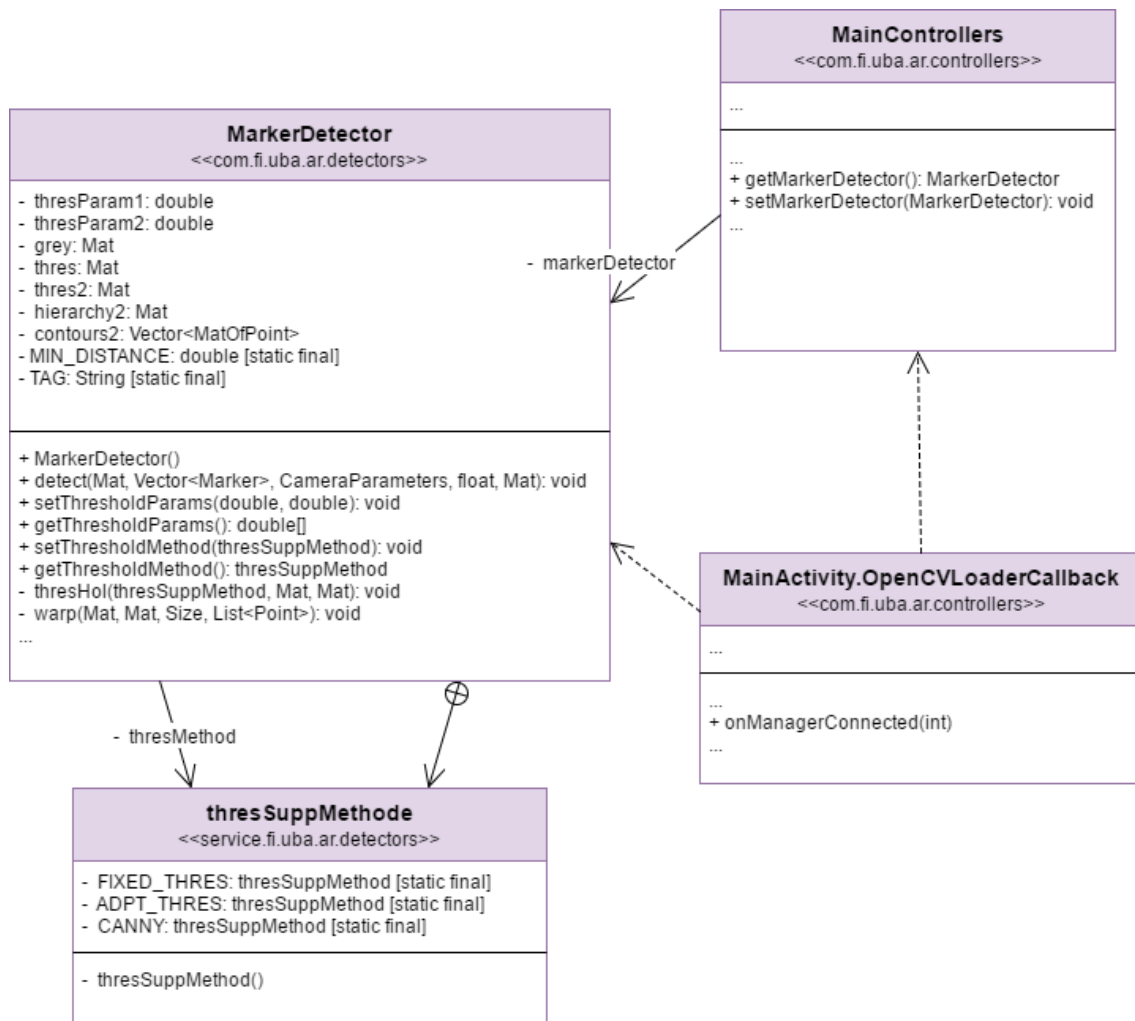 MainControllers
<<com.fi.uba.ar.controllers>>
...
...
+ getMarkerDetector(): MarkerDetector
+ setMarkerDetector(MarkerDetector): void
...
MarkerDetector
<<com.fi.uba.ar.detectors>>
- thresParam1: double
- thresParam2: double
- grey: Mat
- thres: Mat
- thres2: Mat
- hierarchy2: Mat
- contours2: Vector<MatOfPoint>
- MIN_DISTANCE: double [static final]
- TAG: String [static final]
+ MarkerDetector()
+ detect(Mat, Vector<Marker>, CameraParameters, float, Mat): void
+ setThresholdParams(double, double): void
+ getThresholdParams(): double[]
+ setThresholdMethod(thresSuppMethod): void
+ getThresholdMethod(): thresSuppMethod
- thresHol(thresSuppMethod, Mat, Mat): void
- warp(Mat, Mat, Size, List<Point>): void
...
- markerDetector
MainActivity.OpenCVLoaderCallback
<<com.fi.uba.ar.controllers>>
...
...
+ onManagerConnected(int)
...
- thresMethod
thresSuppMethode
<<service.fi.uba.ar.detectors>>
- FIXED_THRES: thresSuppMethod [static final]
- ADPT_THRES: thresSuppMethod [static final]
- CANNY: thresSuppMethod [static final]
- thresSuppMethod()